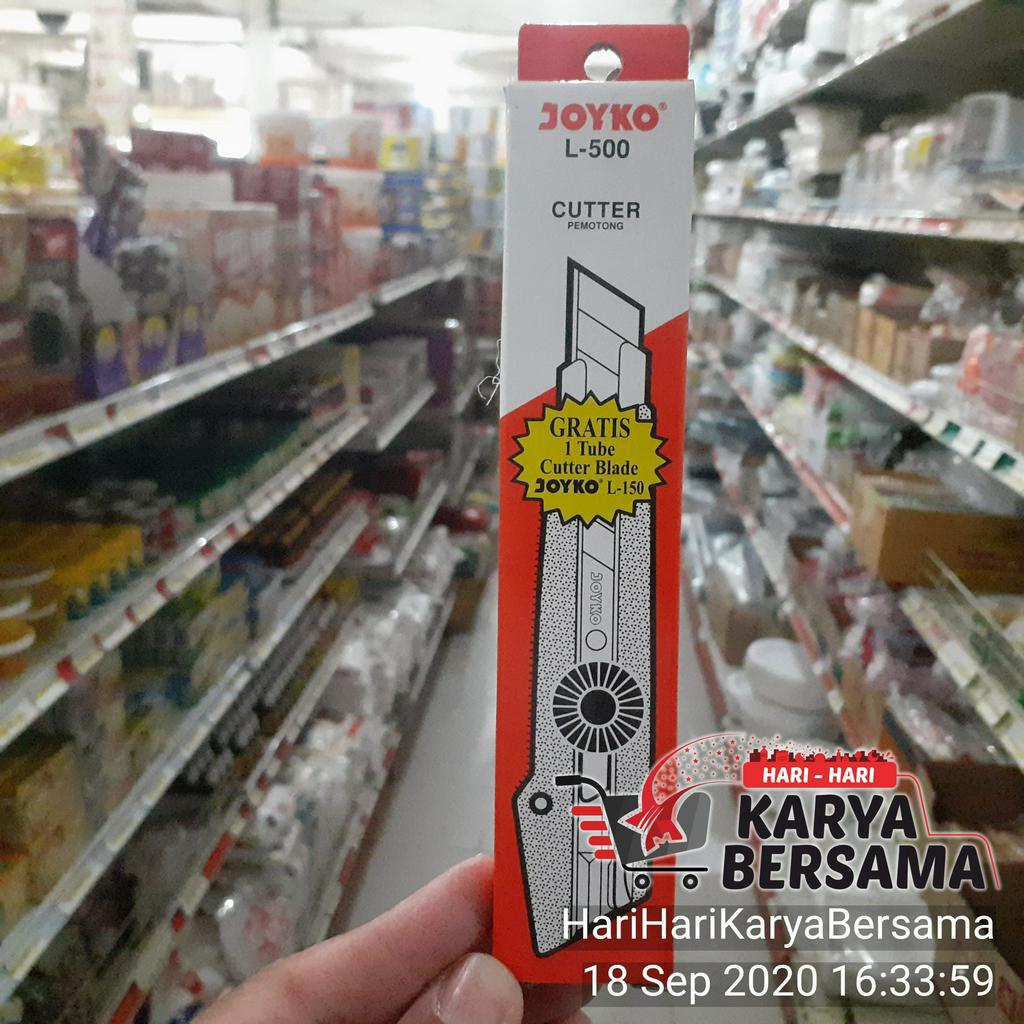 JOYKO®
L-500
CUTTER
PEMOTONG
GRATIS
1 Tube
Cutter Blade
JOYKO® L-150
JOYKO
HARI - HARI
KARYA
BERSAMA
HariHariKaryaBersama
18 Sep 2020 16:33:59